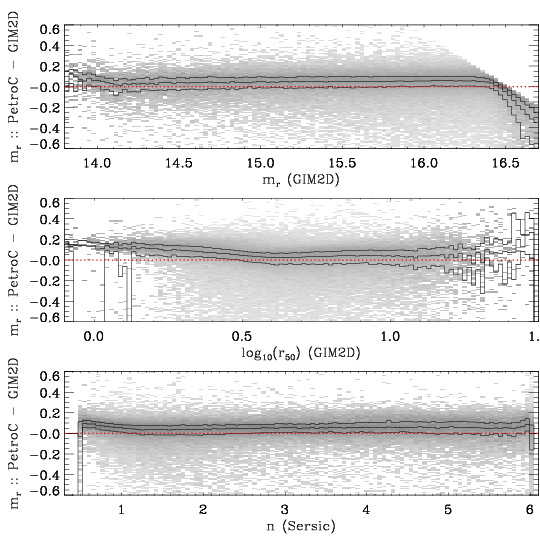 m_r :: PetroC − GIM2D
0.6
0.4
0.2
−0.0
−0.2
−0.4
−0.6
14.0 14.5 15.0 15.5 16.0 16.5
m_r (GIM2D)
m_r :: PetroC − GIM2D
0.6
0.4
0.2
−0.0
−0.2
−0.4
−0.6
0.0 0.5 1.0 1.
log₁₀(r₅₀) (GIM2D)
m_r :: PetroC − GIM2D
0.6
0.4
0.2
−0.0
−0.2
−0.4
−0.6
1 2 3 4 5 6
n (Sersic)